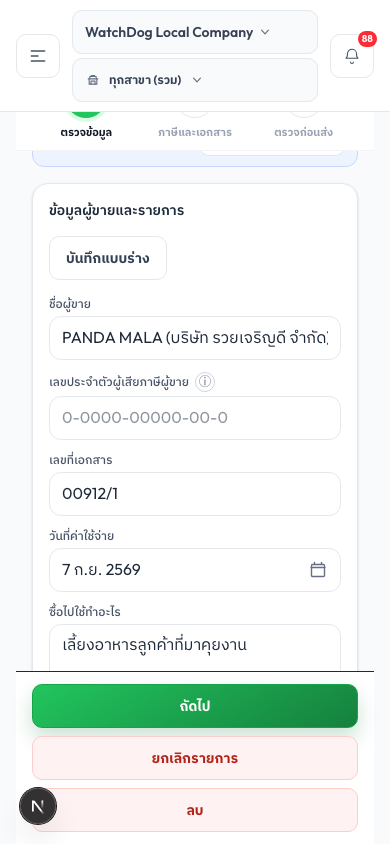 WatchDog Local Company
ทุกสาขา (รวม)
88
ตรวจข้อมูล
ภาษีและเอกสาร
ตรวจก่อนส่ง
ข้อมูลผู้ขายและรายการ
บันทึกแบบร่าง
ชื่อผู้ขาย
PANDA MALA (บริษัท รวยเจริญดี จำกัด)
เลขประจำตัวผู้เสียภาษีผู้ขาย
0-0000-00000-00-0
เลขที่เอกสาร
00912/1
วันที่ค่าใช้จ่าย
7 ก.ย. 2569
ซื้อไปใช้ทำอะไร
เลี้ยงอาหารลูกค้าที่มาคุยงาน
ถัดไป
ยกเลิกรายการ
N
ลบ